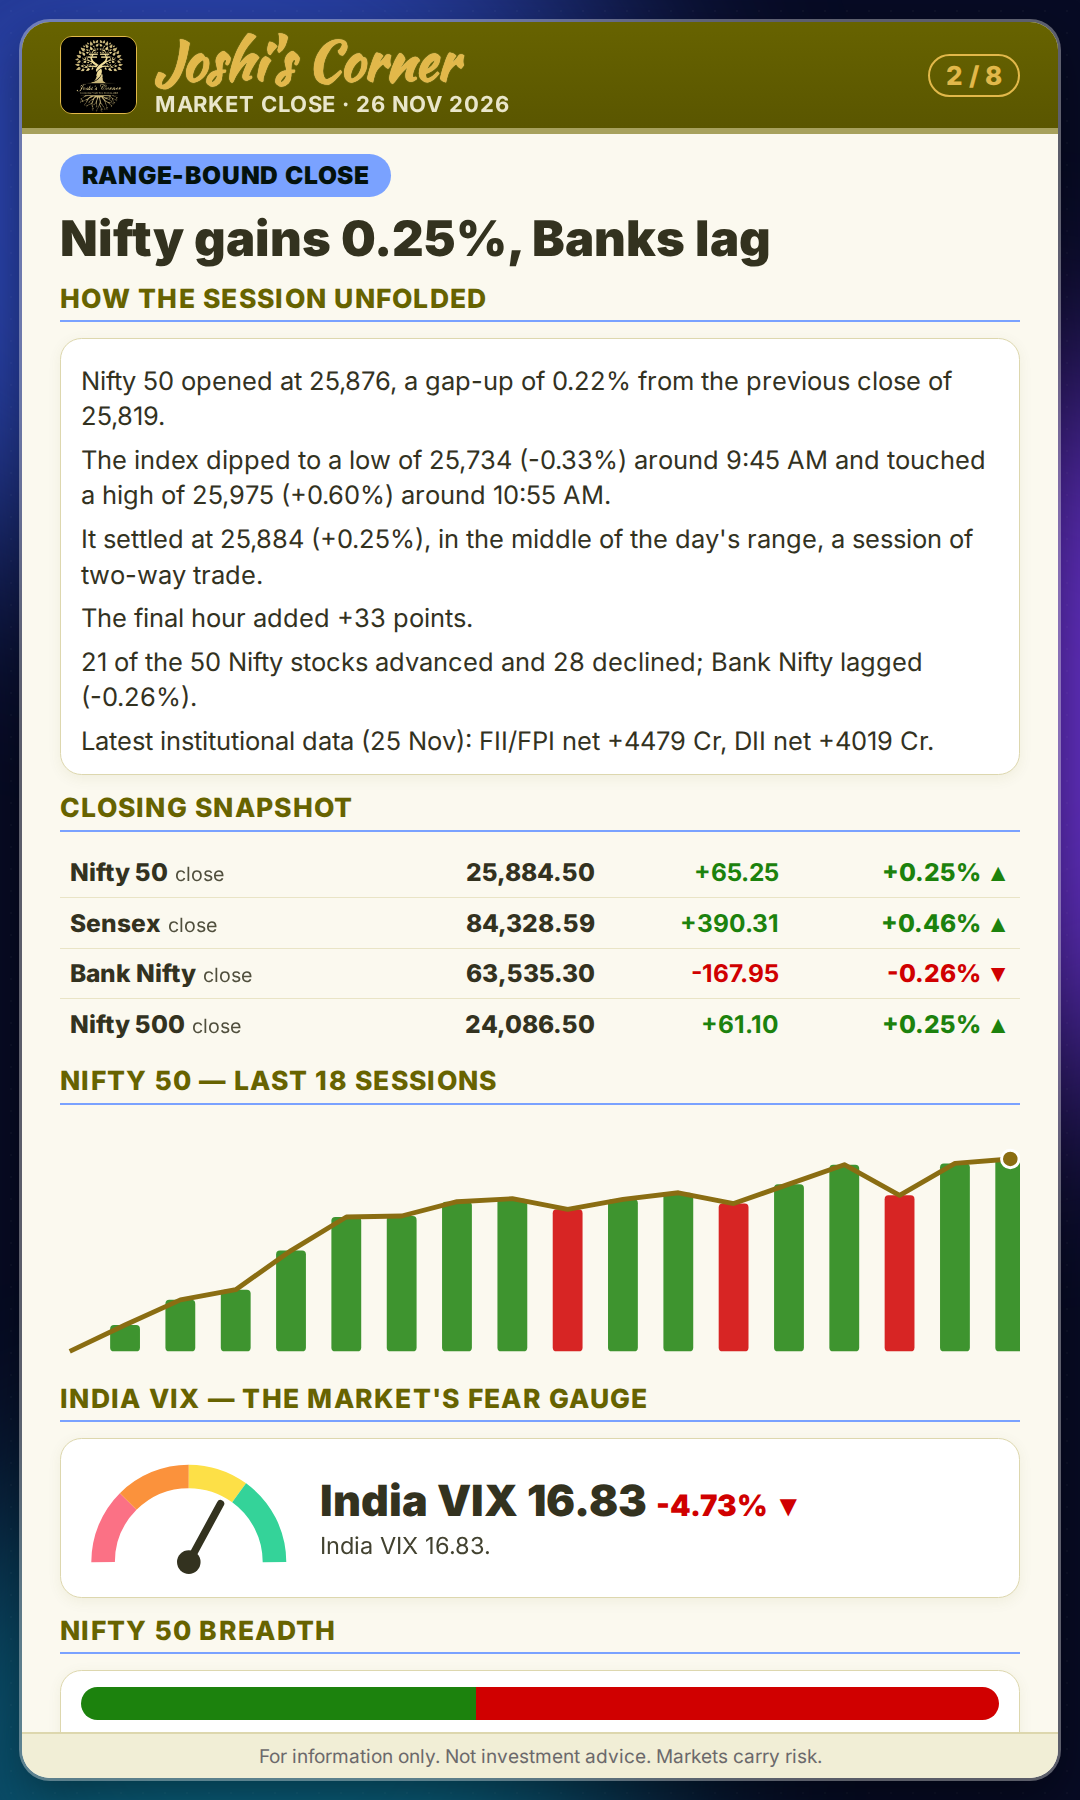 Joshi's Corner
Joshi's Corner
MARKET CLOSE · 26 NOV 2026
2 / 8
RANGE-BOUND CLOSE
Nifty gains 0.25%, Banks lag
HOW THE SESSION UNFOLDED
Nifty 50 opened at 25,876, a gap-up of 0.22% from the previous close of
25,819.
The index dipped to a low of 25,734 (-0.33%) around 9:45 AM and touched
a high of 25,975 (+0.60%) around 10:55 AM.
It settled at 25,884 (+0.25%), in the middle of the day's range, a session of
two-way trade.
The final hour added +33 points.
21 of the 50 Nifty stocks advanced and 28 declined; Bank Nifty lagged
(-0.26%).
Latest institutional data (25 Nov): FII/FPI net +4479 Cr, DII net +4019 Cr.
CLOSING SNAPSHOT
Nifty 50 close 25,884.50 +65.25 +0.25% ▲
Sensex close 84,328.59 +390.31 +0.46% ▲
Bank Nifty close 63,535.30 -167.95 -0.26% ▼
Nifty 500 close 24,086.50 +61.10 +0.25% ▲
NIFTY 50 — LAST 18 SESSIONS
INDIA VIX — THE MARKET'S FEAR GAUGE
India VIX 16.83 -4.73% ▼
India VIX 16.83.
NIFTY 50 BREADTH
For information only. Not investment advice. Markets carry risk.